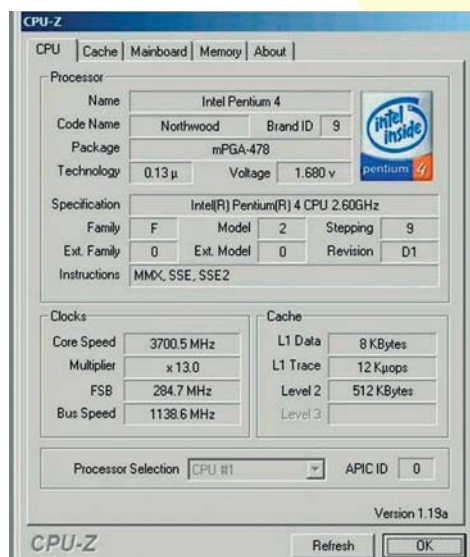 CPU-Z
CPU Cache Mainboard Memory About
Processor
Name Intel Pentium 4
Code Name Northwood Brand ID 9
Package mPGA-478
Technology 0.13 µ Voltage 1.680 v
intel inside
pentium 4
Specification Intel(R) Pentium(R) 4 CPU 2.60GHz
Family F Model 2 Stepping 9
Ext. Family 0 Ext. Model 0 Revision D1
Instructions MMX, SSE, SSE2
Clocks
Core Speed 3700.5 MHz
Multiplier x 13.0
FSB 284.7 MHz
Bus Speed 1138.6 MHz
Cache
L1 Data 8 KBytes
L1 Trace 12 Kµops
Level 2 512 KBytes
Level 3
Processor Selection CPU #1 APIC ID 0
Version 1.19a
CPU-Z Refresh OK